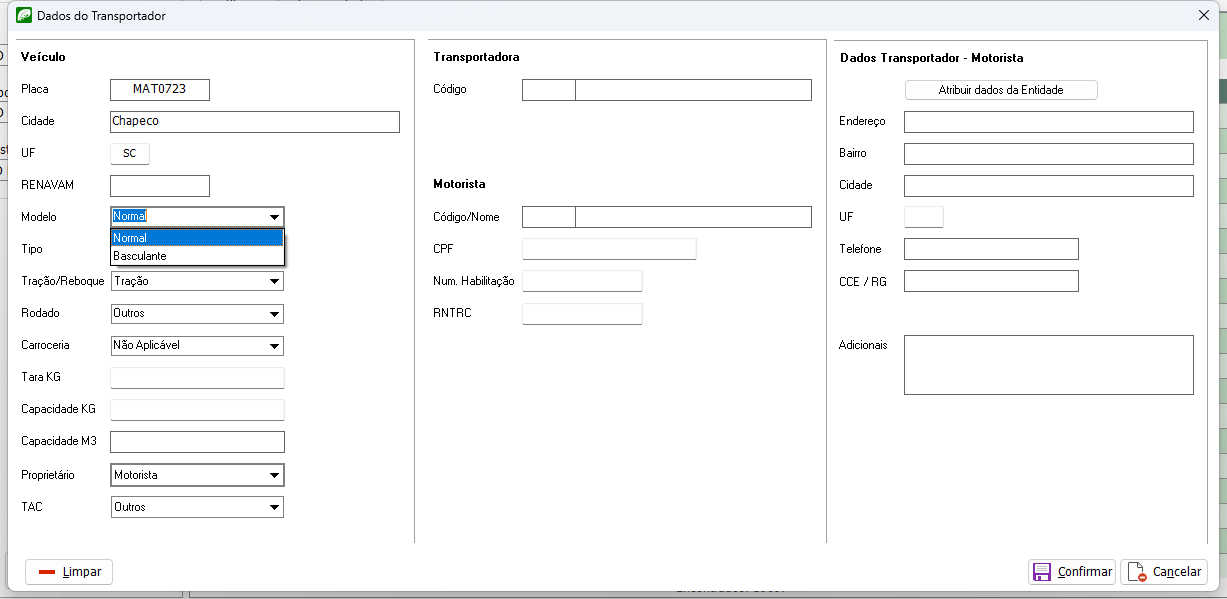 Dados do Transportador
Veículo
Placa MAT0723
Cidade Chapeco
UF SC
RENAVAM
Modelo Normal
Normal
Basculante
Tipo
Tração/Reboque Tração
Rodado Outros
Carroceria Não Aplicável
Tara KG
Capacidade KG
Capacidade M3
Proprietário Motorista
TAC Outros
Transportadora
Código
Motorista
Código/Nome
CPF
Num. Habilitação
RNTRC
Dados Transportador - Motorista
Atribuir dados da Entidade
Endereço
Bairro
Cidade
UF
Telefone
CCE / RG
Adicionais
Limpar
Confirmar
Cancelar